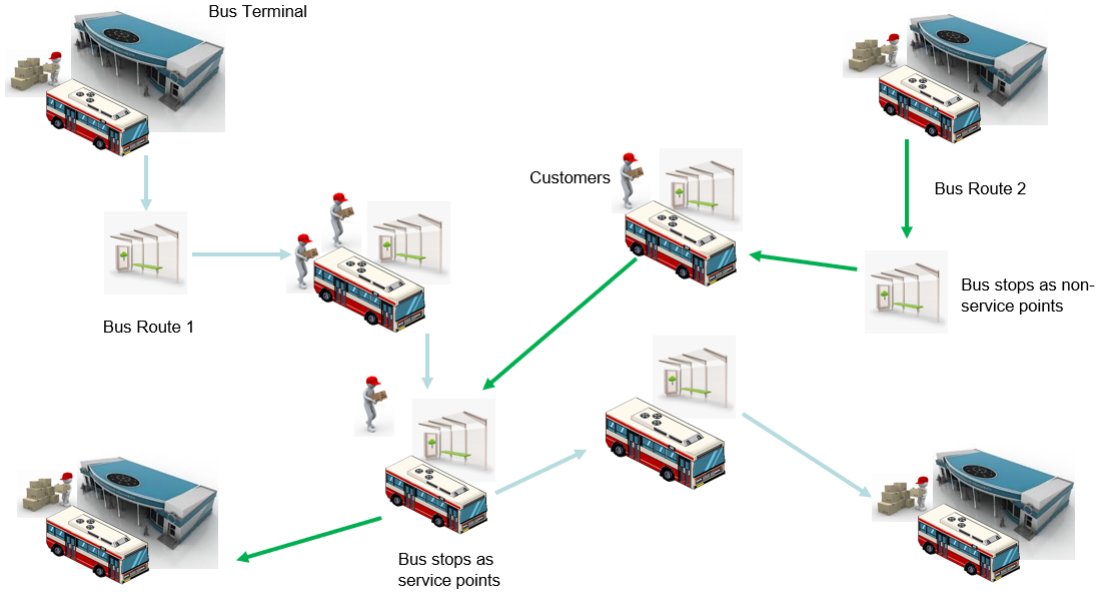 Bus Terminal
Customers
Bus Route 2
Bus stops as non-
service points
Bus Route 1
Bus stops as
service points